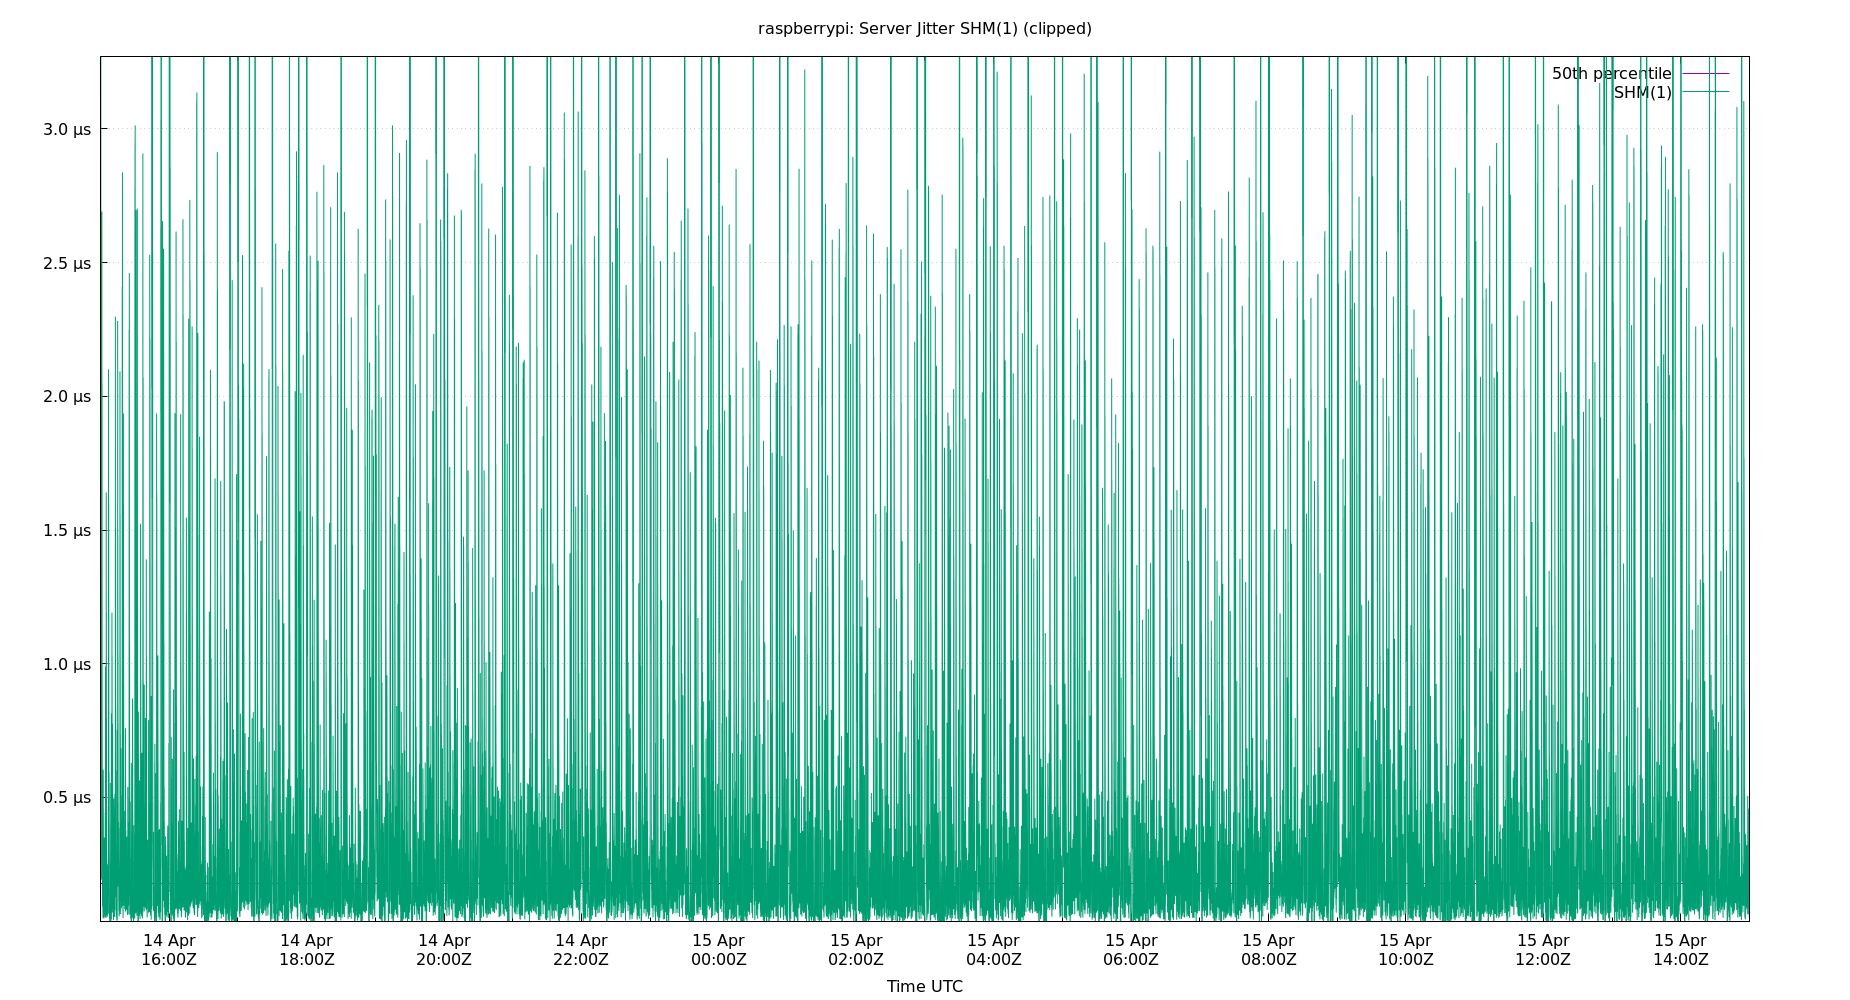 raspberrypi: Server Jitter SHM(1) (clipped)
50th percentile
SHM(1)
3.0 µs
2.5 µs
2.0 µs
1.5 µs
1.0 µs
0.5 µs
14 Apr 14 Apr 14 Apr 14 Apr 15 Apr 15 Apr 15 Apr 15 Apr 15 Apr 15 Apr 15 Apr 15 Apr
16:00Z 18:00Z 20:00Z 22:00Z 00:00Z 02:00Z 04:00Z 06:00Z 08:00Z 10:00Z 12:00Z 14:00Z
Time UTC